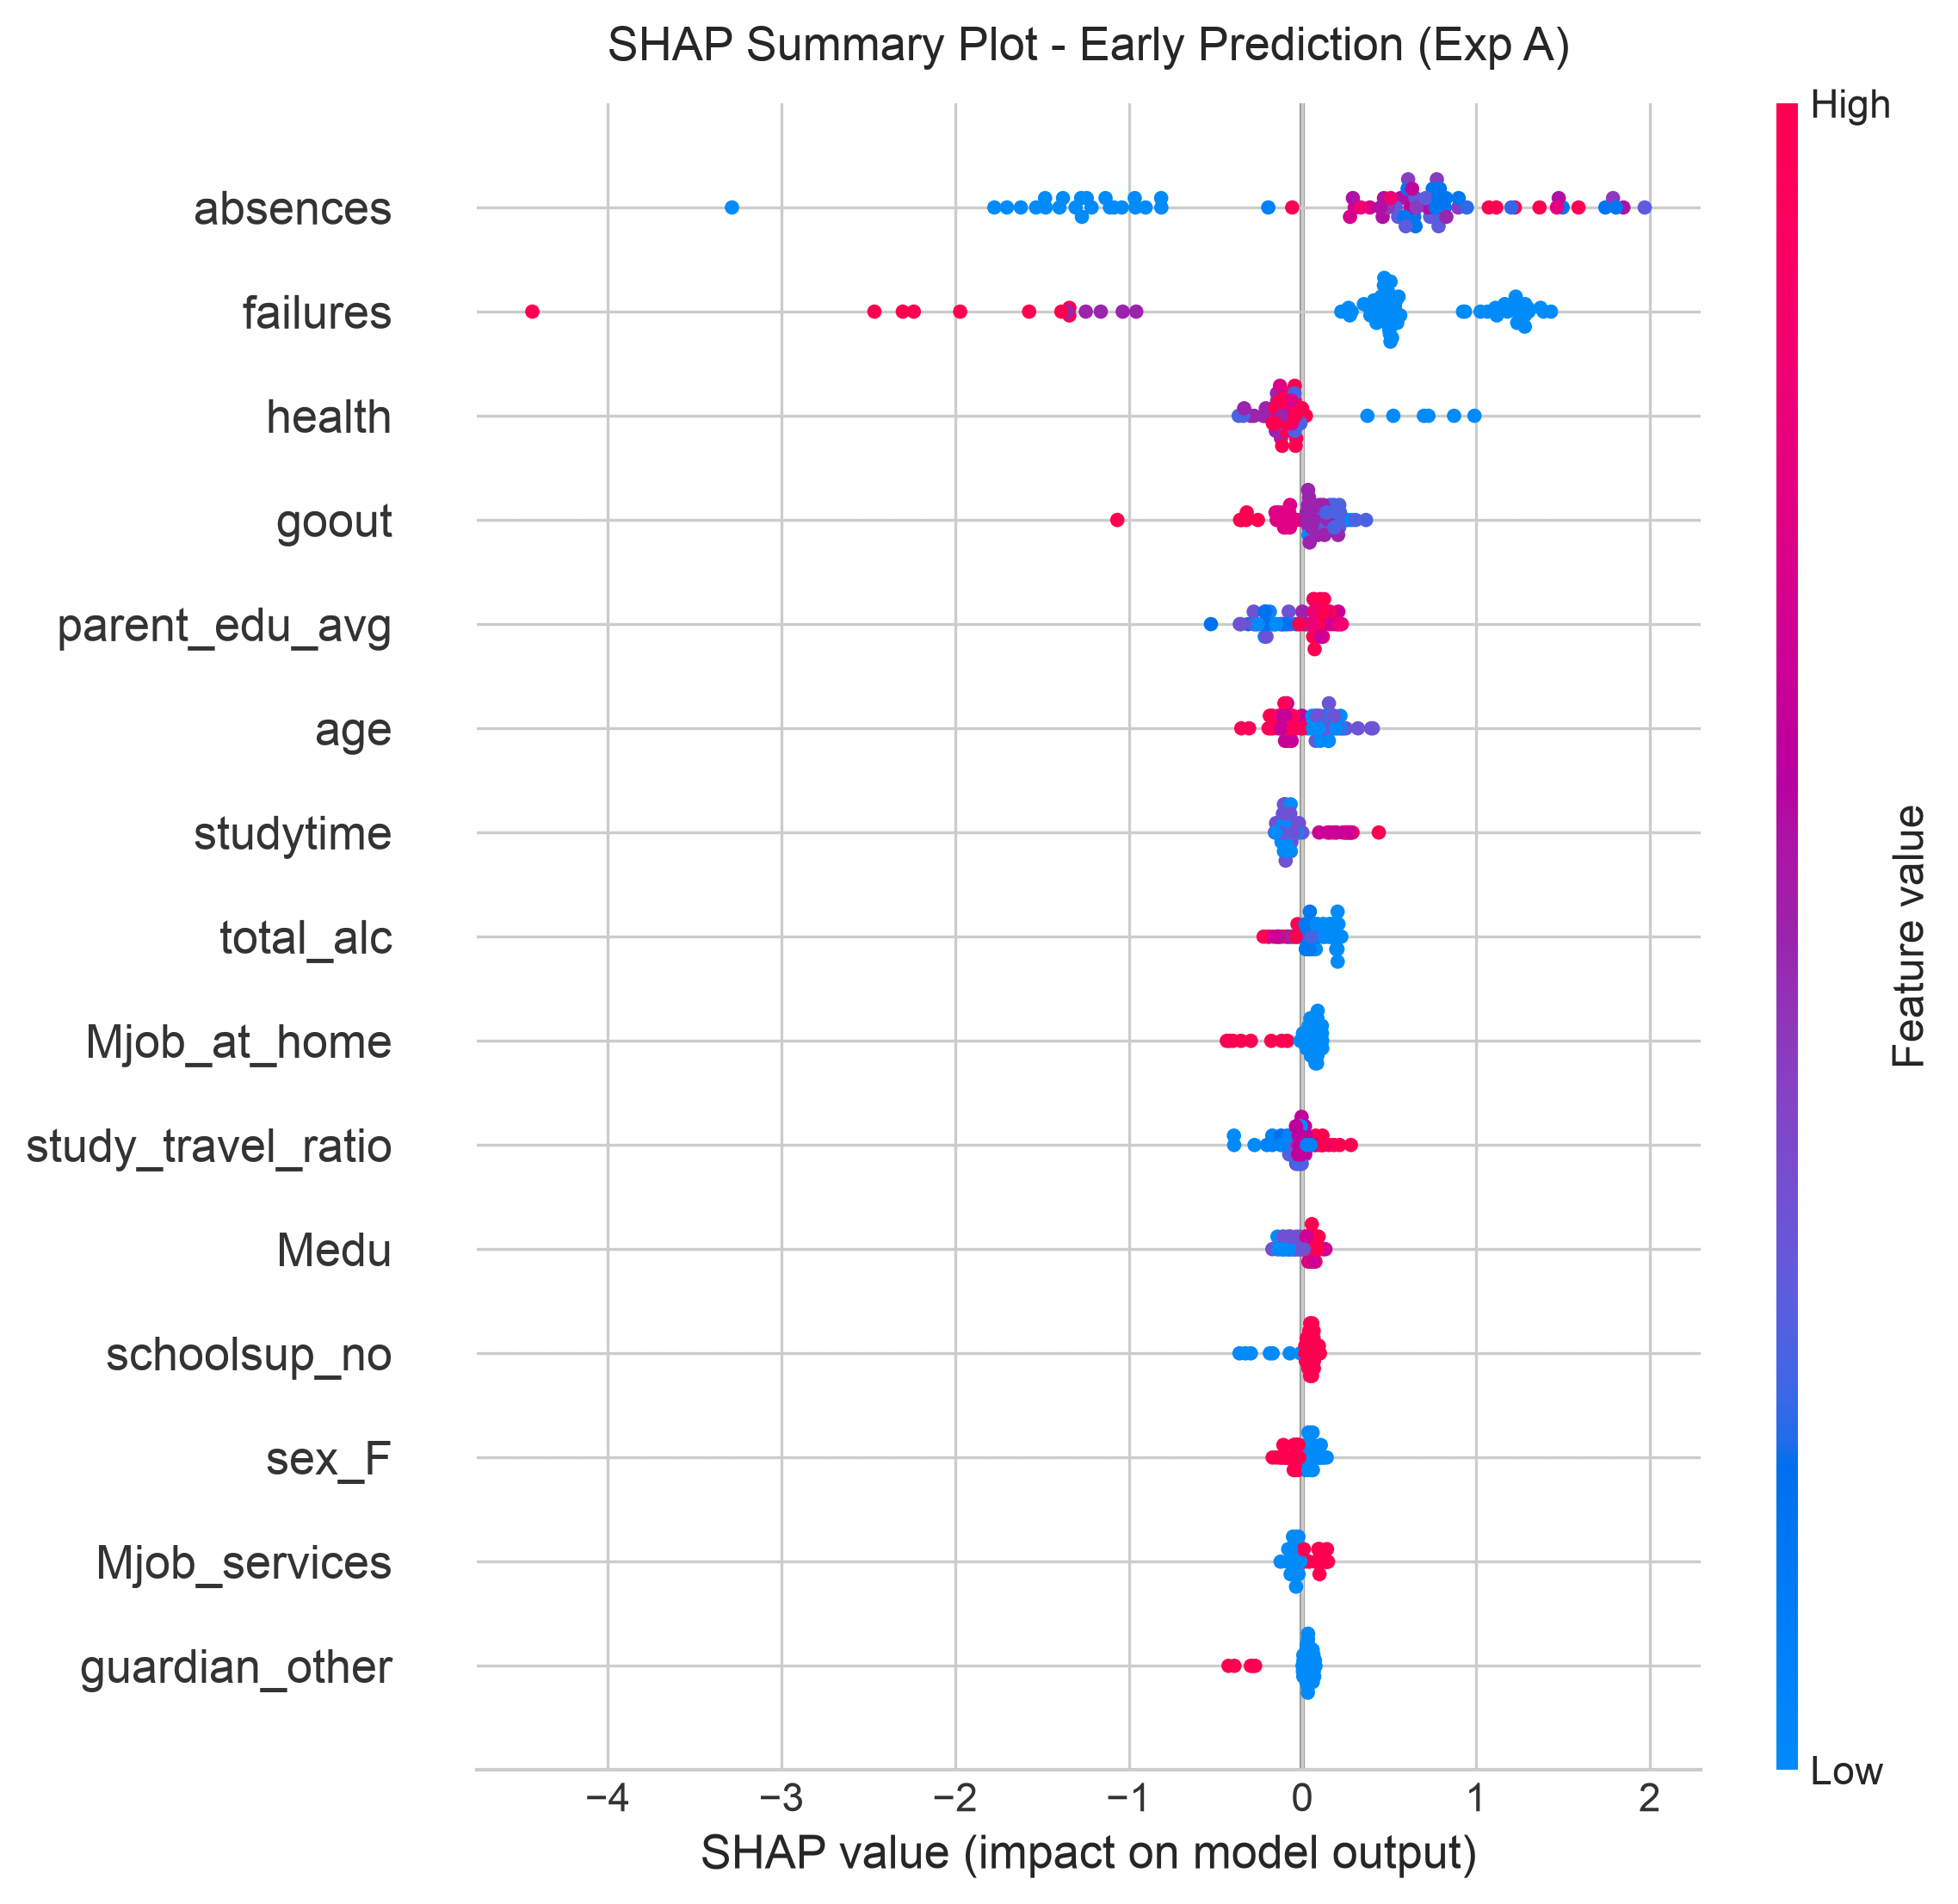 SHAP Summary Plot - Early Prediction (Exp A)
High
absences
failures
health
goout
parent_edu_avg
age
studytime
total_alc
Mjob_at_home
study_travel_ratio
Medu
schoolsup_no
sex_F
Mjob_services
guardian_other
Feature value
Low
−4 −3 −2 −1 0 1 2
SHAP value (impact on model output)